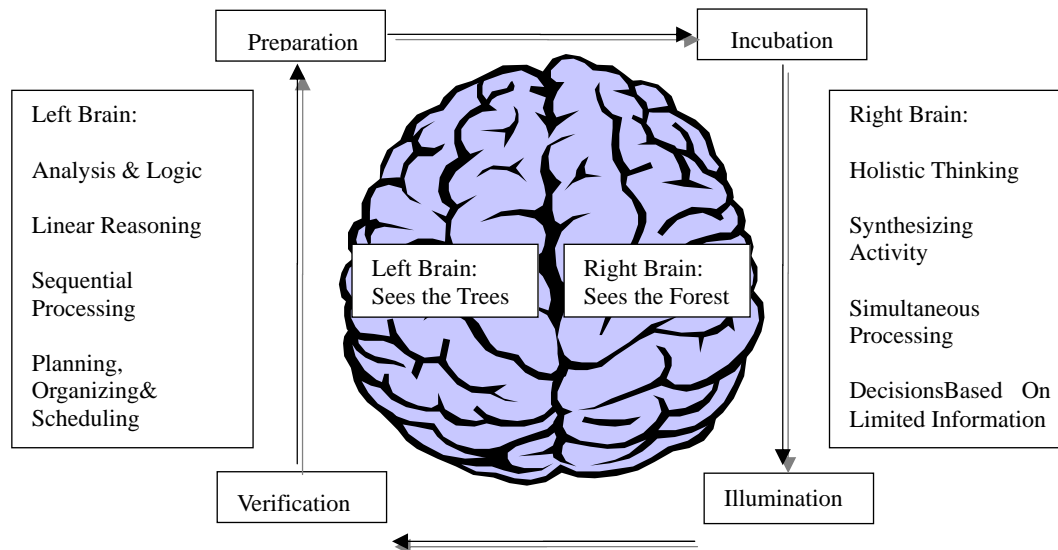 Preparation
Incubation
Left Brain:
Analysis & Logic
Linear Reasoning
Sequential
Processing
Planning,
Organizing&
Scheduling
Left Brain:
Sees the Trees
Right Brain:
Sees the Forest
Right Brain:
Holistic Thinking
Synthesizing
Activity
Simultaneous
Processing
DecisionsBased On
Limited Information
Verification
Illumination